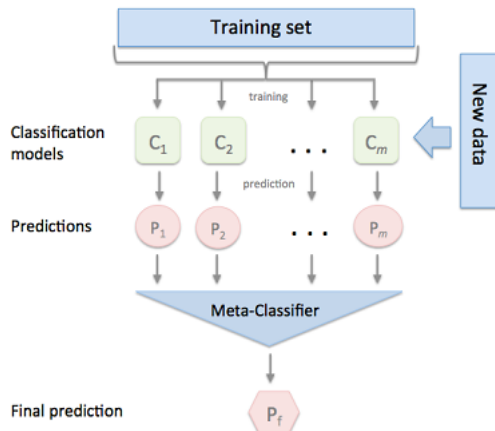 Training set
training
New data
Classification
models
C1 C2 . . . Cm
prediction
Predictions
P1 P2 . . . Pm
Meta-Classifier
Final prediction
Pf